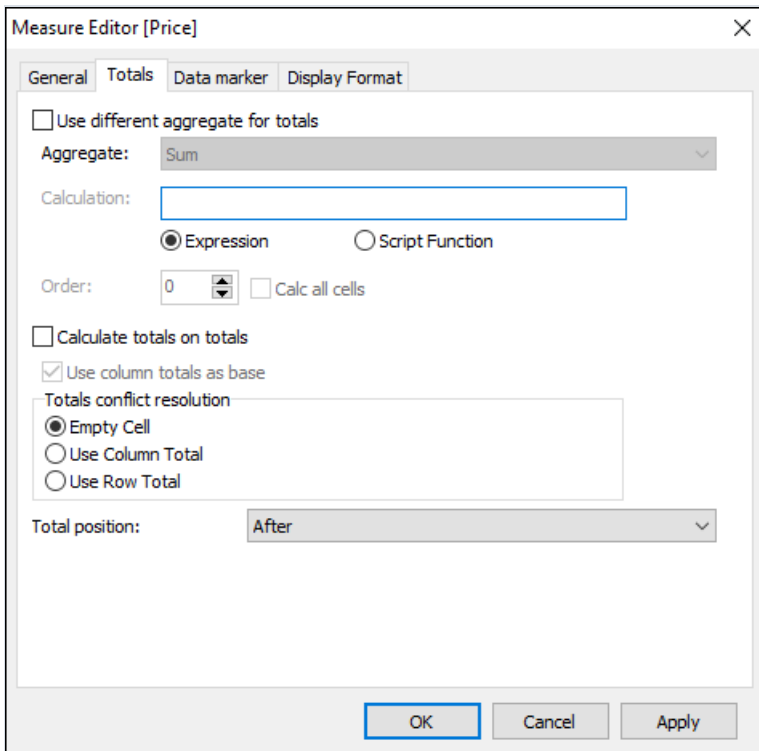 Measure Editor [Price]
General Totals Data marker Display Format
Use different aggregate for totals
Aggregate: Sum
Calculation:
Expression Script Function
Order: 0 Calc all cells
Calculate totals on totals
Use column totals as base
Totals conflict resolution
Empty Cell
Use Column Total
Use Row Total
Total position: After
OK Cancel Apply